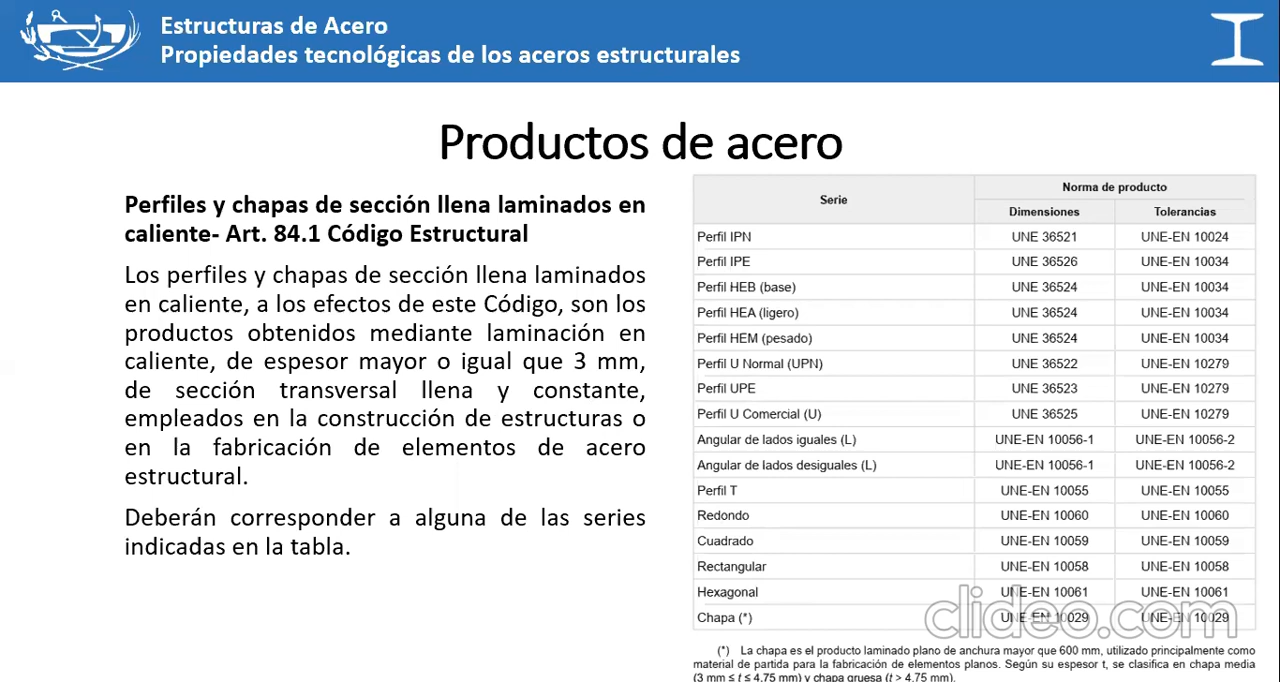 Estructuras de Acero
Propiedades tecnológicas de los aceros estructurales
Productos de acero
Perfiles y chapas de sección llena laminados en
caliente- Art. 84.1 Código Estructural
Los perfiles y chapas de sección llena laminados
en caliente, a los efectos de este Código, son los
productos obtenidos mediante laminación en
caliente, de espesor mayor o igual que 3 mm,
de sección transversal llena y constante,
empleados en la construcción de estructuras o
en la fabricación de elementos de acero
estructural.
Deberán corresponder a alguna de las series
indicadas en la tabla.
Serie Norma de producto
Dimensiones Tolerancias
Perfil IPN UNE 36521 UNE-EN 10024
Perfil IPE UNE 36526 UNE-EN 10034
Perfil HEB (base) UNE 36524 UNE-EN 10034
Perfil HEA (ligero) UNE 36524 UNE-EN 10034
Perfil HEM (pesado) UNE 36524 UNE-EN 10034
Perfil U Normal (UPN) UNE 36522 UNE-EN 10279
Perfil UPE UNE 36523 UNE-EN 10279
Perfil U Comercial (U) UNE 36525 UNE-EN 10279
Angular de lados iguales (L) UNE-EN 10056-1 UNE-EN 10056-2
Angular de lados desiguales (L) UNE-EN 10056-1 UNE-EN 10056-2
Perfil T UNE-EN 10055 UNE-EN 10055
Redondo UNE-EN 10060 UNE-EN 10060
Cuadrado UNE-EN 10059 UNE-EN 10059
Rectangular UNE-EN 10058 UNE-EN 10058
Hexagonal UNE-EN 10061 UNE-EN 10061
Chapa (*) UNE-EN 10029 UNE-EN 10029
clideo.com
(*) La chapa es el producto laminado plano de anchura mayor que 600 mm, utilizado principalmente como
material de partida para la fabricación de elementos planos. Según su espesor t, se clasifica en chapa media
(3 mm ≤ t ≤ 4,75 mm) y chapa gruesa (t > 4,75 mm).